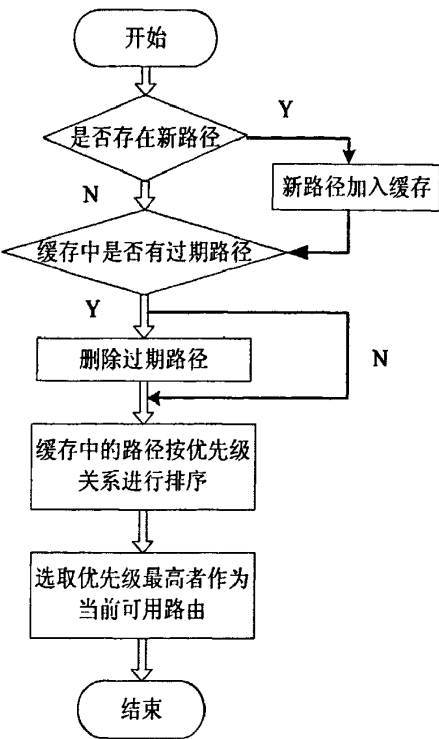 开始
是否存在新路径
Y
新路径加入缓存
N
缓存中是否有过期路径
Y
删除过期路径
N
缓存中的路径按优先级
关系进行排序
选取优先级最高者作为
当前可用路由
结束